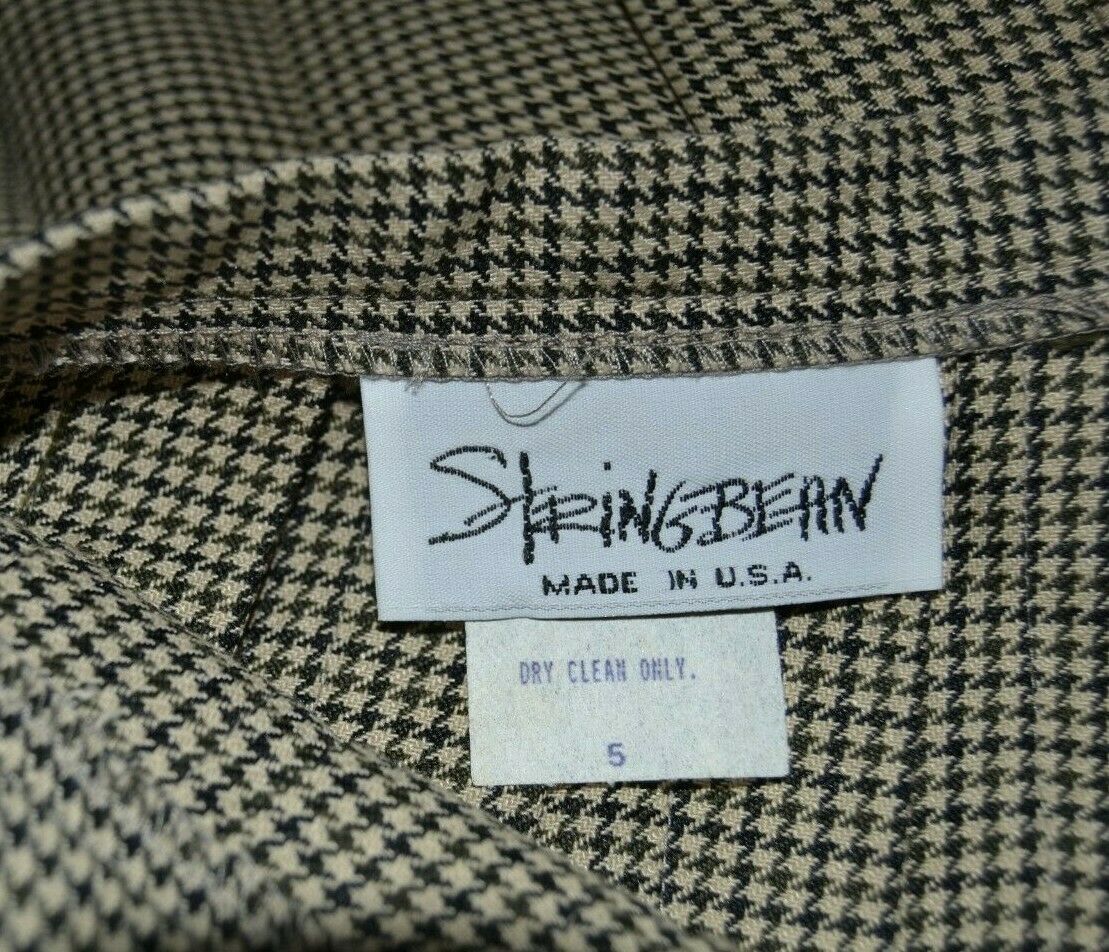 STRINGBEAN
MADE IN U.S.A.
DRY CLEAN ONLY.
5